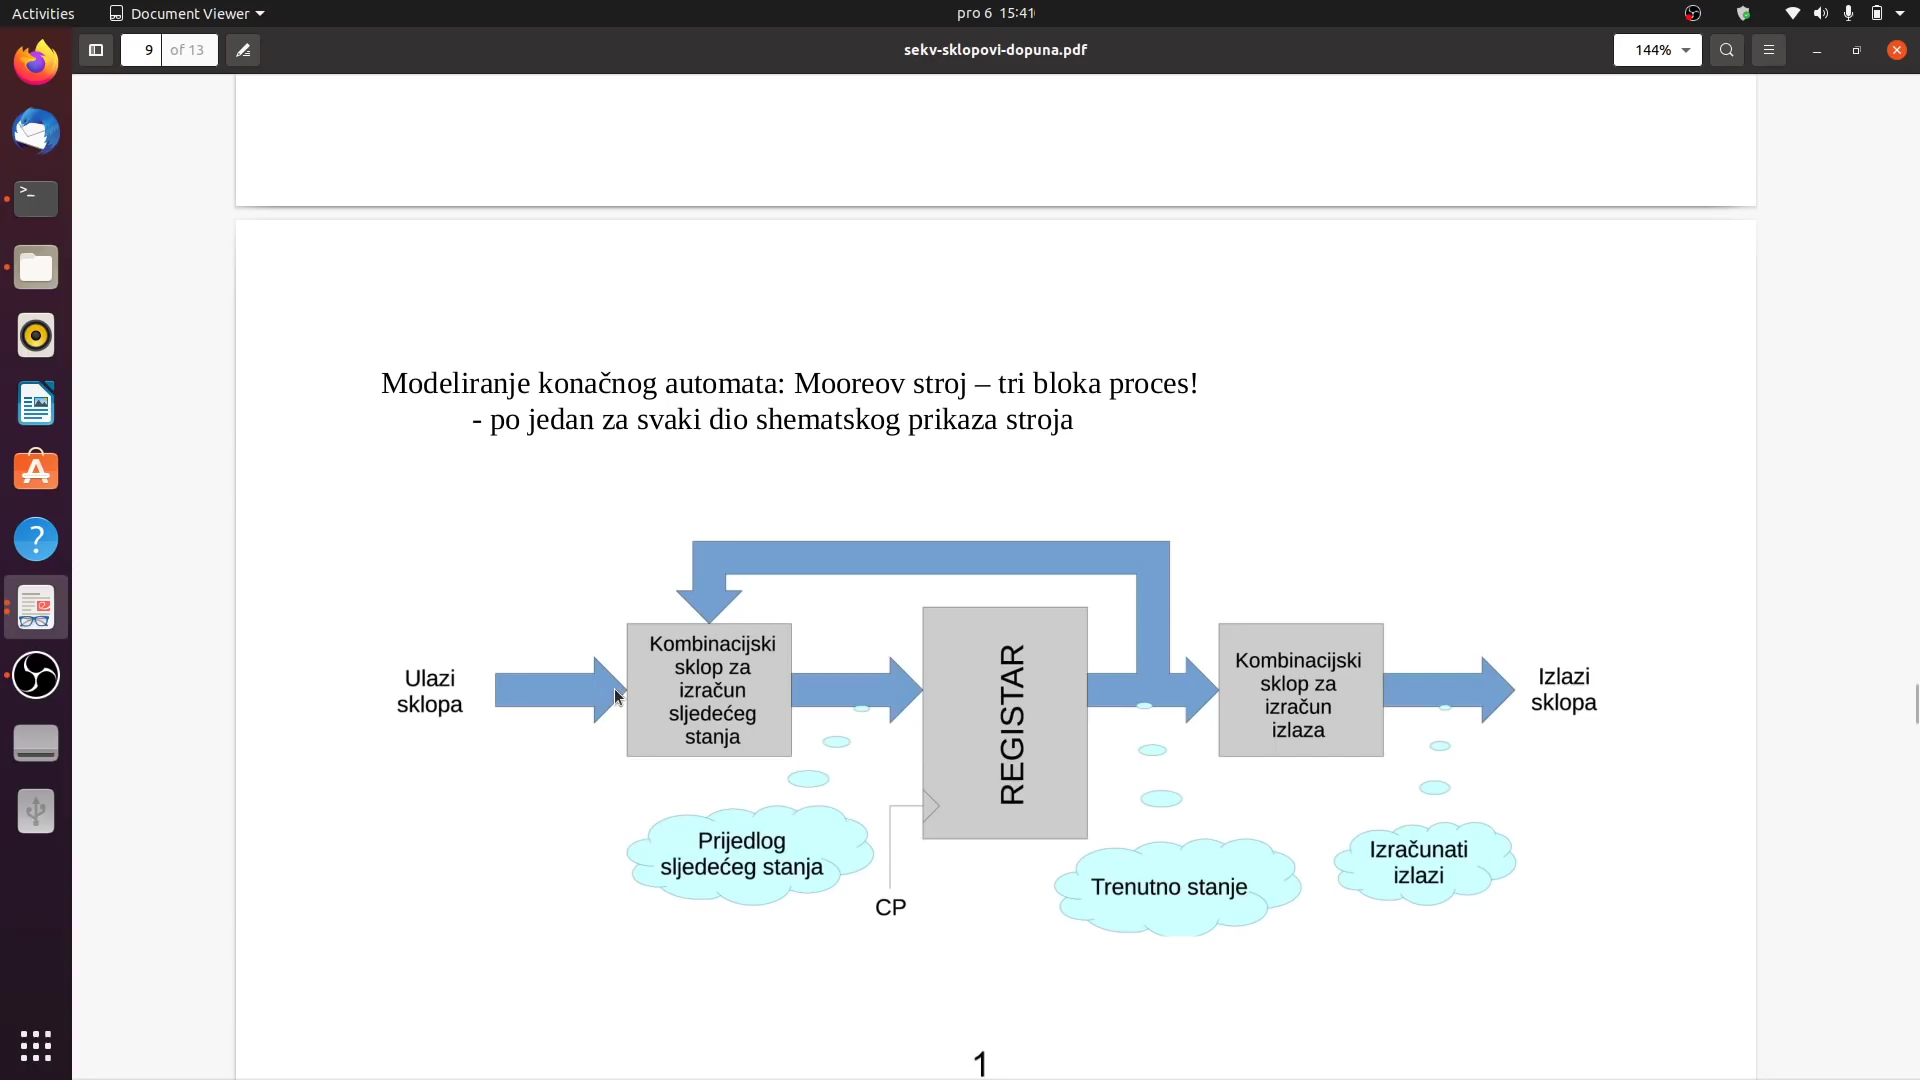 Activities
Document Viewer
pro 6 15:41
9 of 13
sekv-sklopovi-dopuna.pdf
144%
Modeliranje konačnog automata: Mooreov stroj – tri bloka proces!
- po jedan za svaki dio shematskog prikaza stroja
Ulazi
sklopa
Kombinacijski
sklop za
izračun
sljedećeg
stanja
REGISTAR
Kombinacijski
sklop za
izračun
izlaza
Izlazi
sklopa
Prijedlog
sljedećeg stanja
CP
Trenutno stanje
Izračunati
izlazi
1